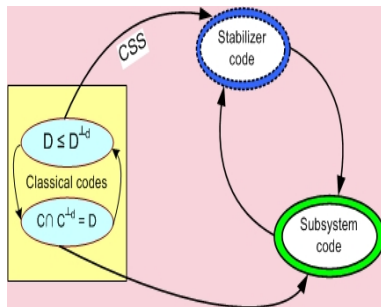 CSS
Stabilizer
code
D ≤ D^{⊥d}
Classical codes
C∩ C^{⊥d} = D
Subsystem
code